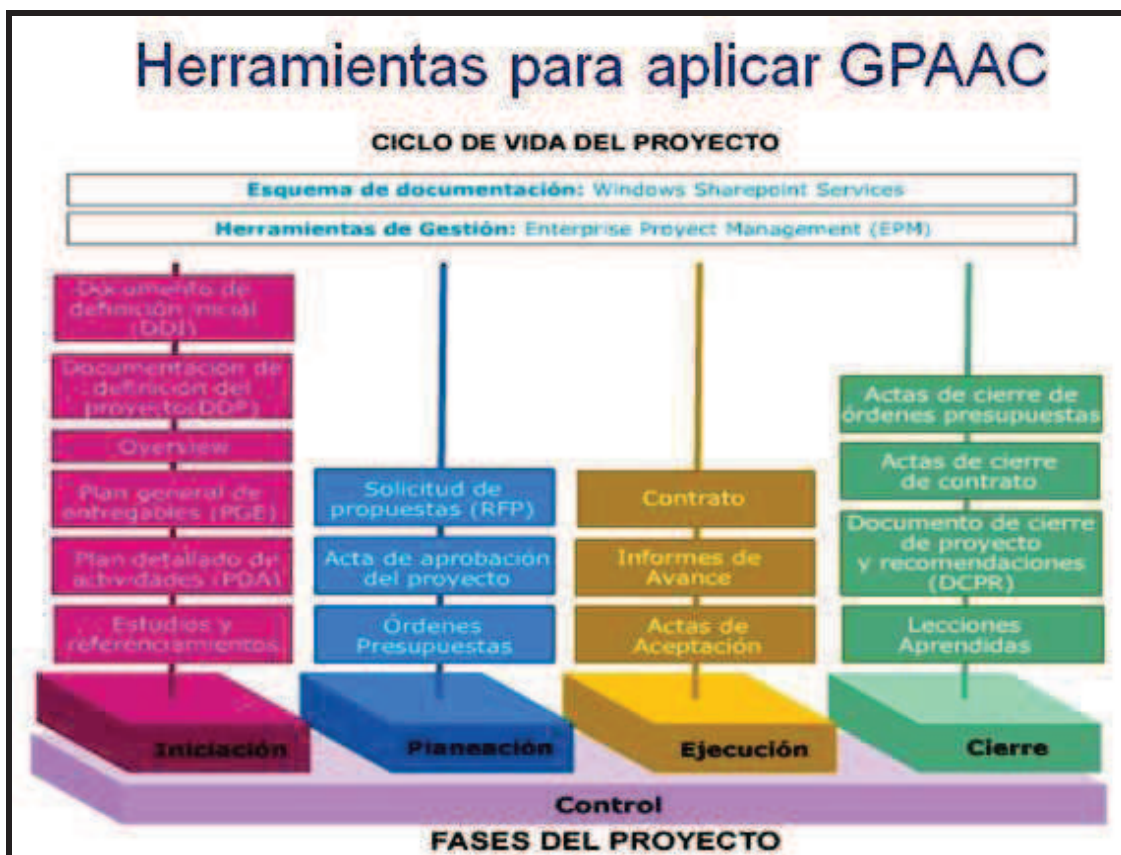 Herramientas para aplicar GPAAC
CICLO DE VIDA DEL PROYECTO
Esquema de documentación: Windows Sharepoint Services
Herramientas de Gestión: Enterprise Proyect Management (EPM)
Documento de
definición inicial
(DDI)
Documentación de
definición del
proyecto(DDP)
Overview
Plan general de
entregables (PGE)
Plan detallado de
actividades (PDA)
Estudios y
referenciamientos
Solicitud de
propuestas (RFP)
Acta de aprobación
del proyecto
Órdenes
Presupuestas
Contrato
Informes de
Avance
Actas de
Aceptación
Actas de cierre de
órdenes presupuestas
Actas de cierre
de contrato
Documento de cierre
de proyecto
y recomendaciones
(DCPR)
Lecciones
Aprendidas
Iniciación
Planeación
Ejecución
Cierre
Control
FASES DEL PROYECTO